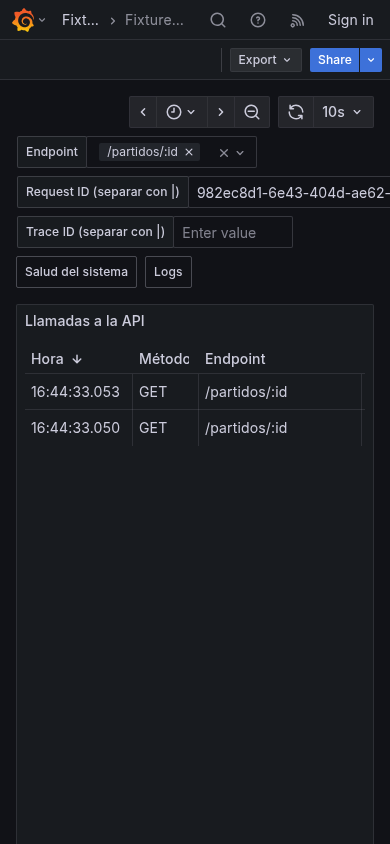 Fixt... › Fixture... Sign in
Export Share
10s
Endpoint /partidos/:id
Request ID (separar con |) 982ec8d1-6e43-404d-ae62-
Trace ID (separar con |) Enter value
Salud del sistema Logs
Llamadas a la API
Hora Método Endpoint
16:44:33.053 GET /partidos/:id
16:44:33.050 GET /partidos/:id